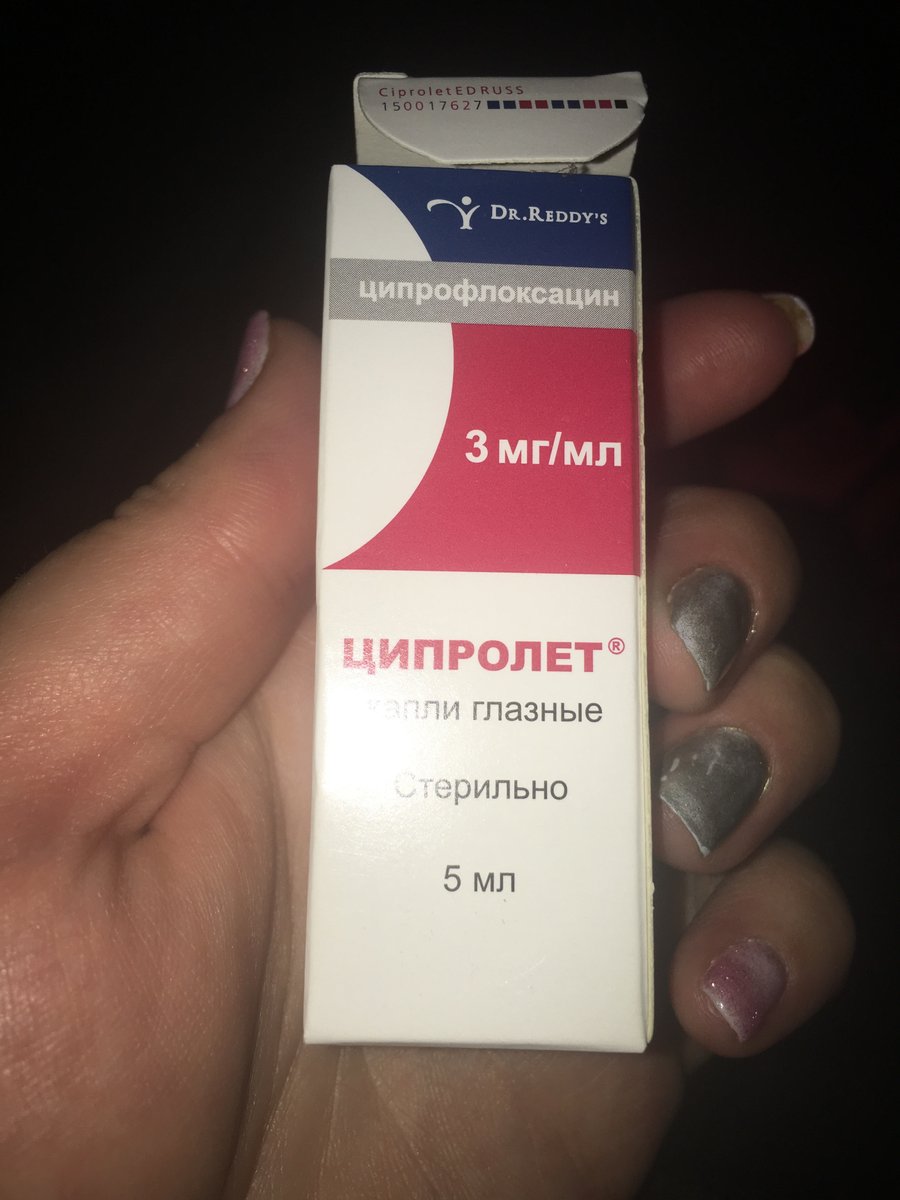 CiproletEDRUSS
150017627
DR.REDDY'S
ципрофлоксацин
3 мг/мл
ЦИПРОЛЕТ®
капли глазные
Стерильно
5 мл